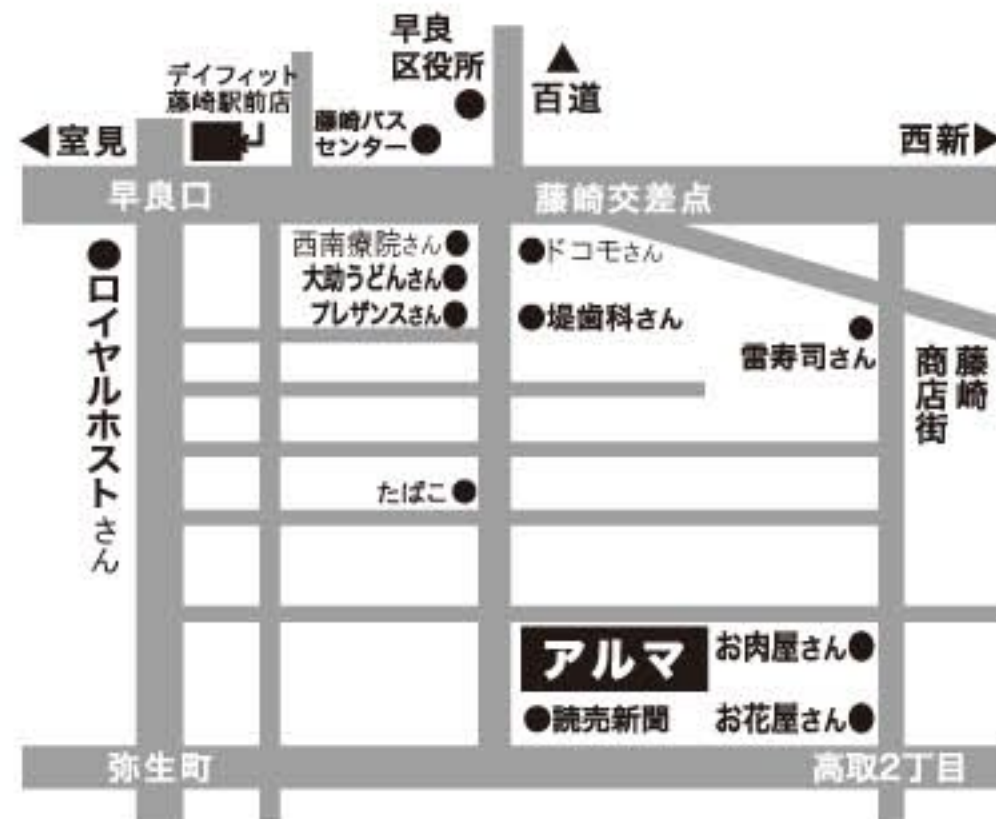 早良
区役所
デイフィット
藤崎駅前店
▲
百道
藤崎バス
センター
◀室見
西新▶
早良口
藤崎交差点
西南療院さん
ドコモさん
大助うどんさん
プレザンスさん
堤歯科さん
雷寿司さん
藤崎
商店街
ロイヤルホストさん
たばこ
アルマ
お肉屋さん
読売新聞
お花屋さん
弥生町
高取2丁目